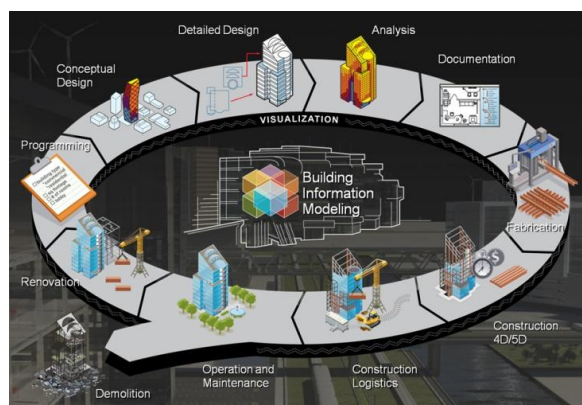 Detailed Design
Analysis
Documentation
Conceptual
Design
VISUALIZATION
Programming
Building
Information
Modeling
Fabrication
Renovation
Construction
4D/5D
Operation and
Maintenance
Construction
Logistics
Demolition